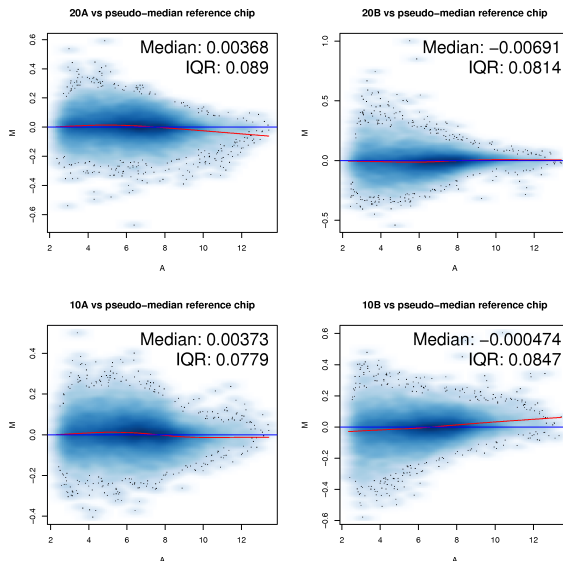 20A vs pseudo−median reference chip
Median: 0.00368
IQR: 0.089
M
0.6
0.4
0.2
0.0
−0.2
−0.4
−0.6
2 4 6 8 10 12
A
20B vs pseudo−median reference chip
Median: −0.00691
IQR: 0.0814
M
1.0
0.5
0.0
−0.5
2 4 6 8 10 12
A
10A vs pseudo−median reference chip
Median: 0.00373
IQR: 0.0779
M
0.4
0.2
0.0
−0.2
−0.4
2 4 6 8 10 12
A
10B vs pseudo−median reference chip
Median: −0.000474
IQR: 0.0847
M
0.6
0.4
0.2
0.0
−0.2
−0.4
−0.6
2 4 6 8 10 12
A